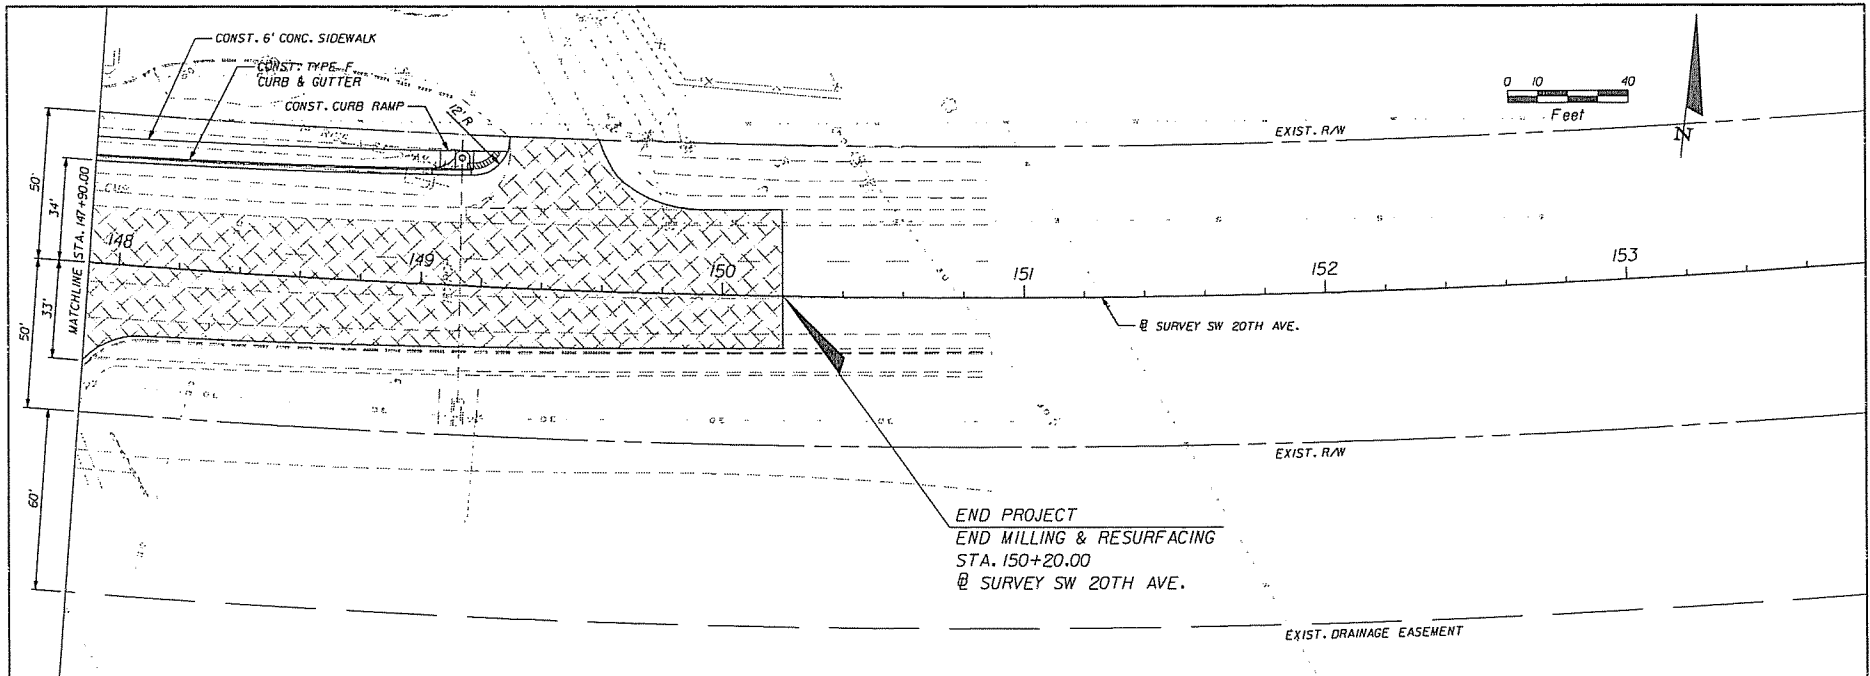 CONST. 6' CONC. SIDEWALK
CONST. TYPE F
CURB & GUTTER
CONST. CURB RAMP
12' R
0 10 40
Feet
N
EXIST. R/W
50'
34'
MATCHLINE STA. 147+90.00
33'
50'
60'
148
149
150
151
152
153
℄ SURVEY SW 20TH AVE.
EXIST. R/W
END PROJECT
END MILLING & RESURFACING
STA. 150+20.00
℄ SURVEY SW 20TH AVE.
EXIST. DRAINAGE EASEMENT